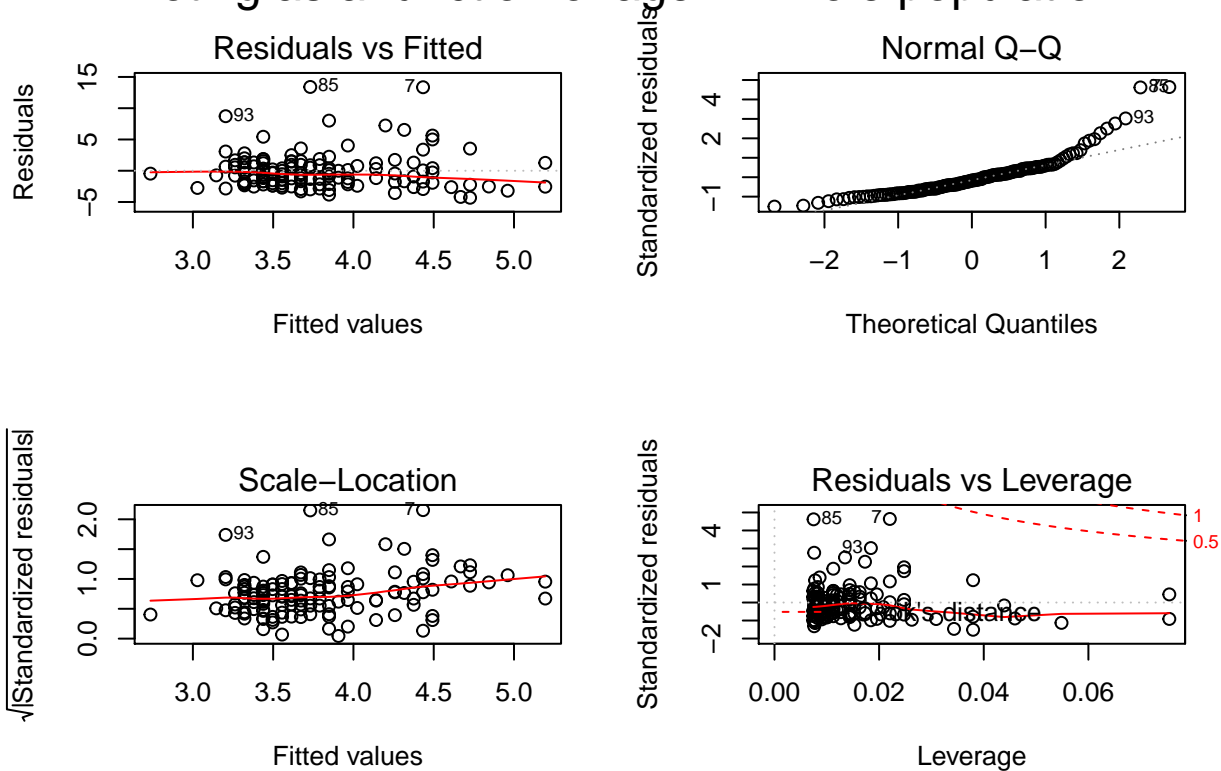 Residuals vs Fitted
Residuals
15
5
−5
85
7
93
3.0 3.5 4.0 4.5 5.0
Fitted values
Normal Q−Q
Standardized residuals
4
2
−1
93
−2 −1 0 1 2
Theoretical Quantiles
Scale−Location
√|Standardized residuals|
2.0
1.0
0.0
85
7
93
3.0 3.5 4.0 4.5 5.0
Fitted values
Residuals vs Leverage
Standardized residuals
4
1
−2
85
7
93
1
0.5
distance
0.00 0.02 0.04 0.06
Leverage